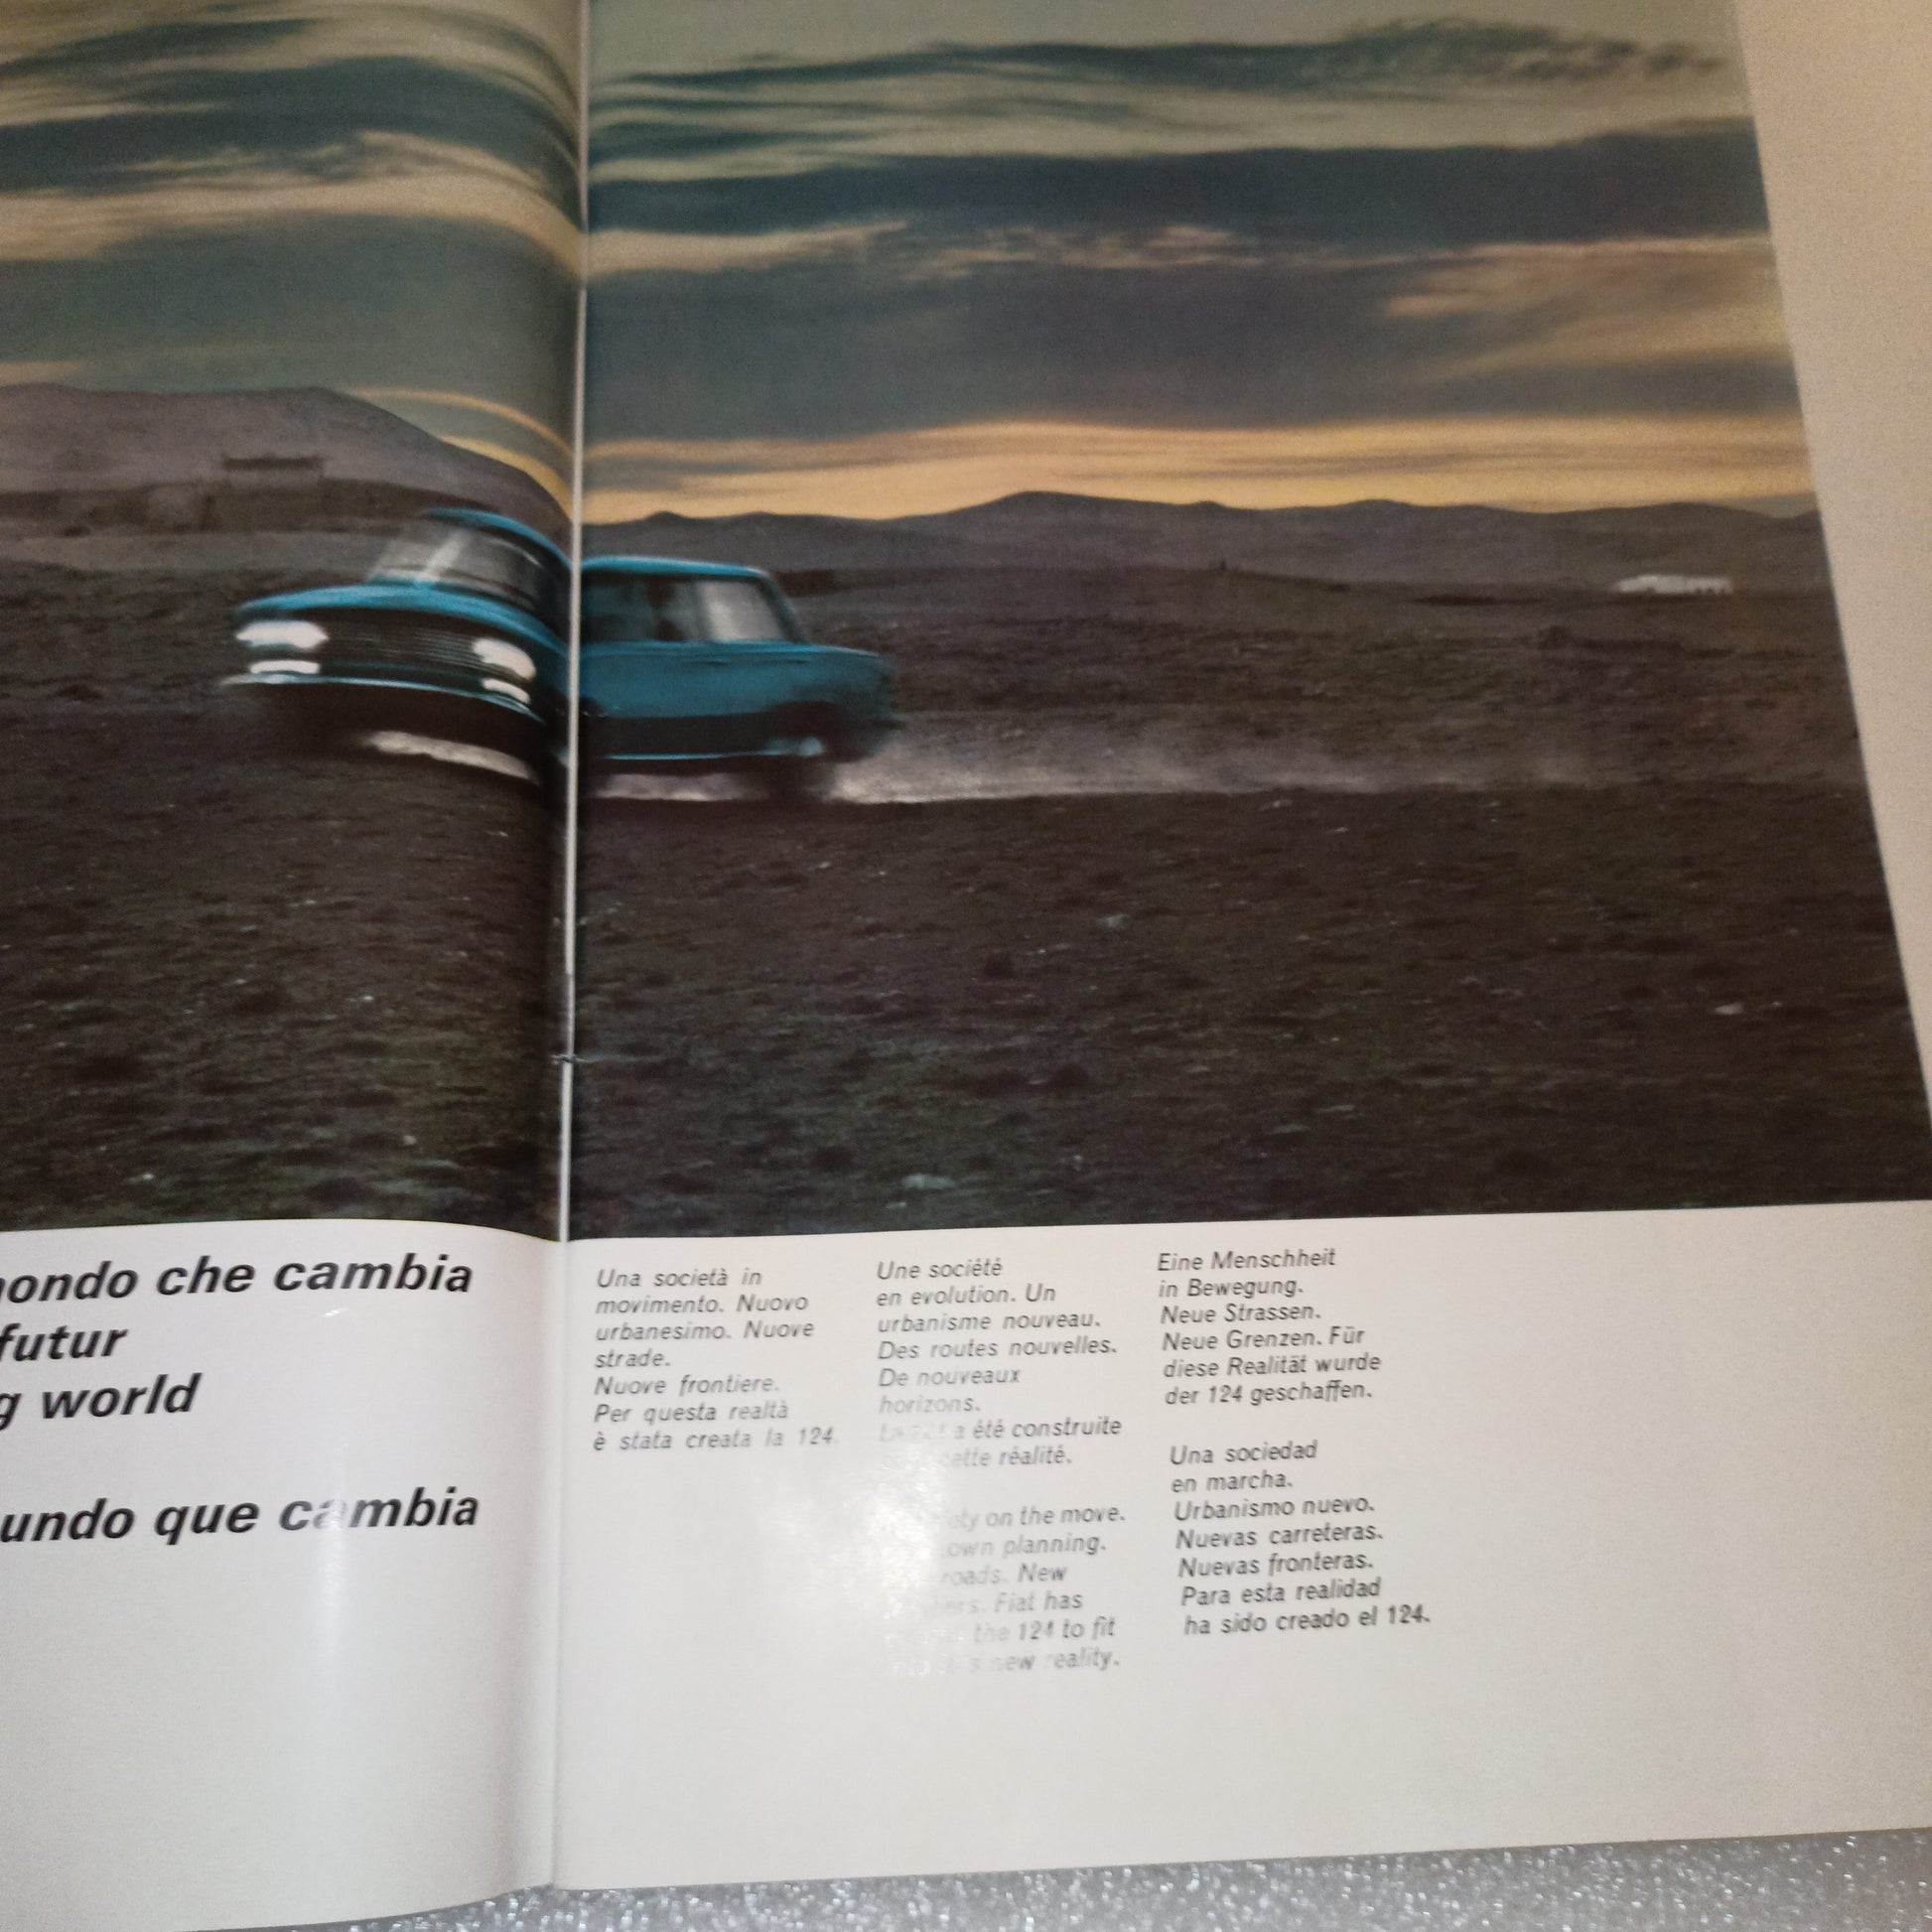 che cambia
futur
world
que cambia
Una società in
movimento. Nuovo
urbanesimo. Nuove
strade.
Nuove frontiere.
Per questa realtà
è stata creata la 124.
Une société
en evolution. Un
urbanisme nouveau.
Des routes nouvelles.
De nouveaux
horizons.
a été construite
cette réalité.
on the move.
planning.
New
Fiat has
the 124 to fit
new reality.
Eine Menschheit
in Bewegung.
Neue Strassen.
Neue Grenzen. Für
diese Realität wurde
der 124 geschaffen.
Una sociedad
en marcha.
Urbanismo nuevo.
Nuevas carreteras.
Nuevas fronteras.
Para esta realidad
ha sido creado el 124.